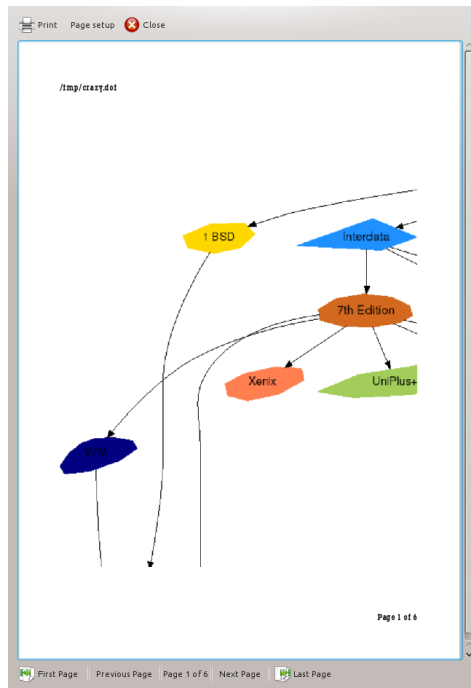 Print Page setup Close
/tmp/crazy.dot
1 BSD
Interdata
7th Edition
Xenix
UniPlus+
Page 1 of 6
First Page Previous Page Page 1 of 6 Next Page Last Page